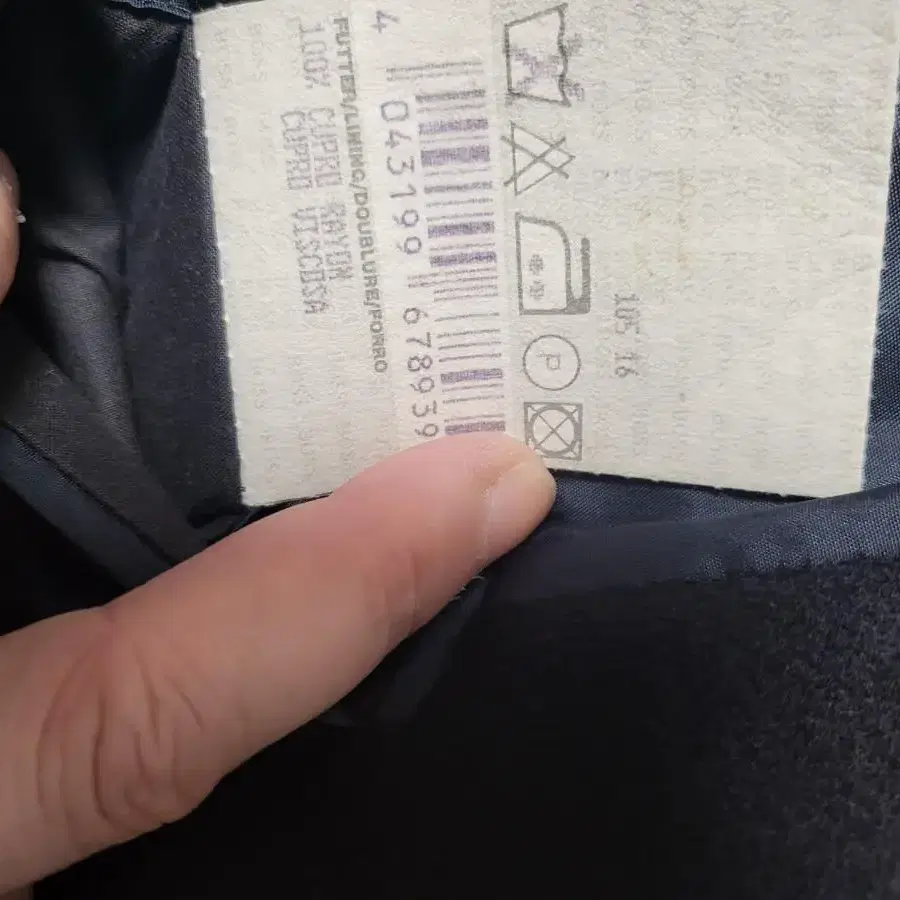 105 16
P
4 043199 678939
FUTTER/LINING/DOUBLURE/FORRO
100% CUPRO RAYON
CUPRO VISCOSA